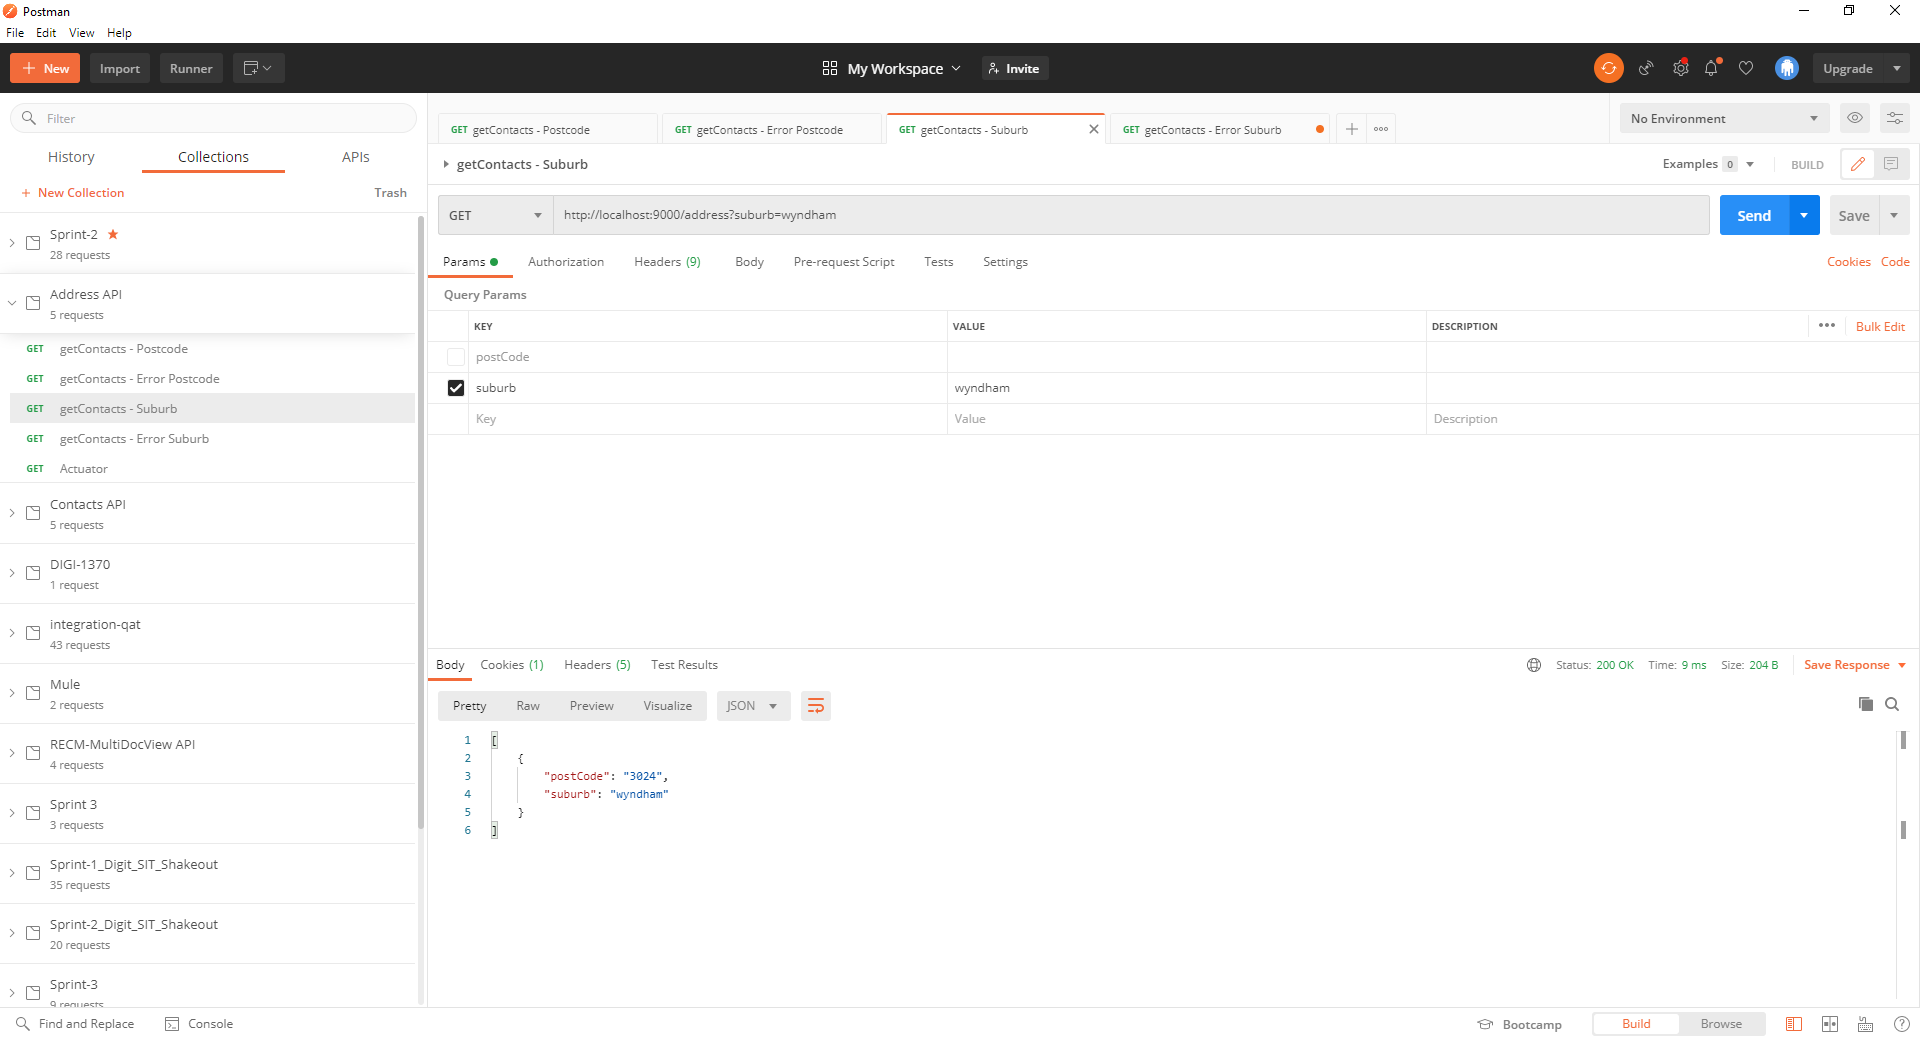 Postman
File Edit View Help
New Import Runner My Workspace Invite Upgrade
Filter
History Collections APIs
New Collection Trash
Sprint-2
28 requests
Address API
5 requests
GET getContacts - Postcode
GET getContacts - Error Postcode
GET getContacts - Suburb
GET getContacts - Error Suburb
GET Actuator
Contacts API
5 requests
DIGI-1370
1 request
integration-qat
43 requests
Mule
2 requests
RECM-MultiDocView API
4 requests
Sprint 3
3 requests
Sprint-1_Digit_SIT_Shakeout
35 requests
Sprint-2_Digit_SIT_Shakeout
20 requests
Sprint-3
9 requests
GET getContacts - Postcode GET getContacts - Error Postcode GET getContacts - Suburb GET getContacts - Error Suburb
No Environment
getContacts - Suburb Examples 0 BUILD
GET http://localhost:9000/address?suburb=wyndham Send Save
Params Authorization Headers (9) Body Pre-request Script Tests Settings Cookies Code
Query Params
KEY VALUE DESCRIPTION Bulk Edit
postCode
suburb wyndham
Key Value Description
Body Cookies (1) Headers (5) Test Results Status: 200 OK Time: 9 ms Size: 204 B Save Response
Pretty Raw Preview Visualize JSON
1 [
2 {
3 "postCode": "3024",
4 "suburb": "wyndham"
5 }
6 ]
Find and Replace Console Bootcamp Build Browse